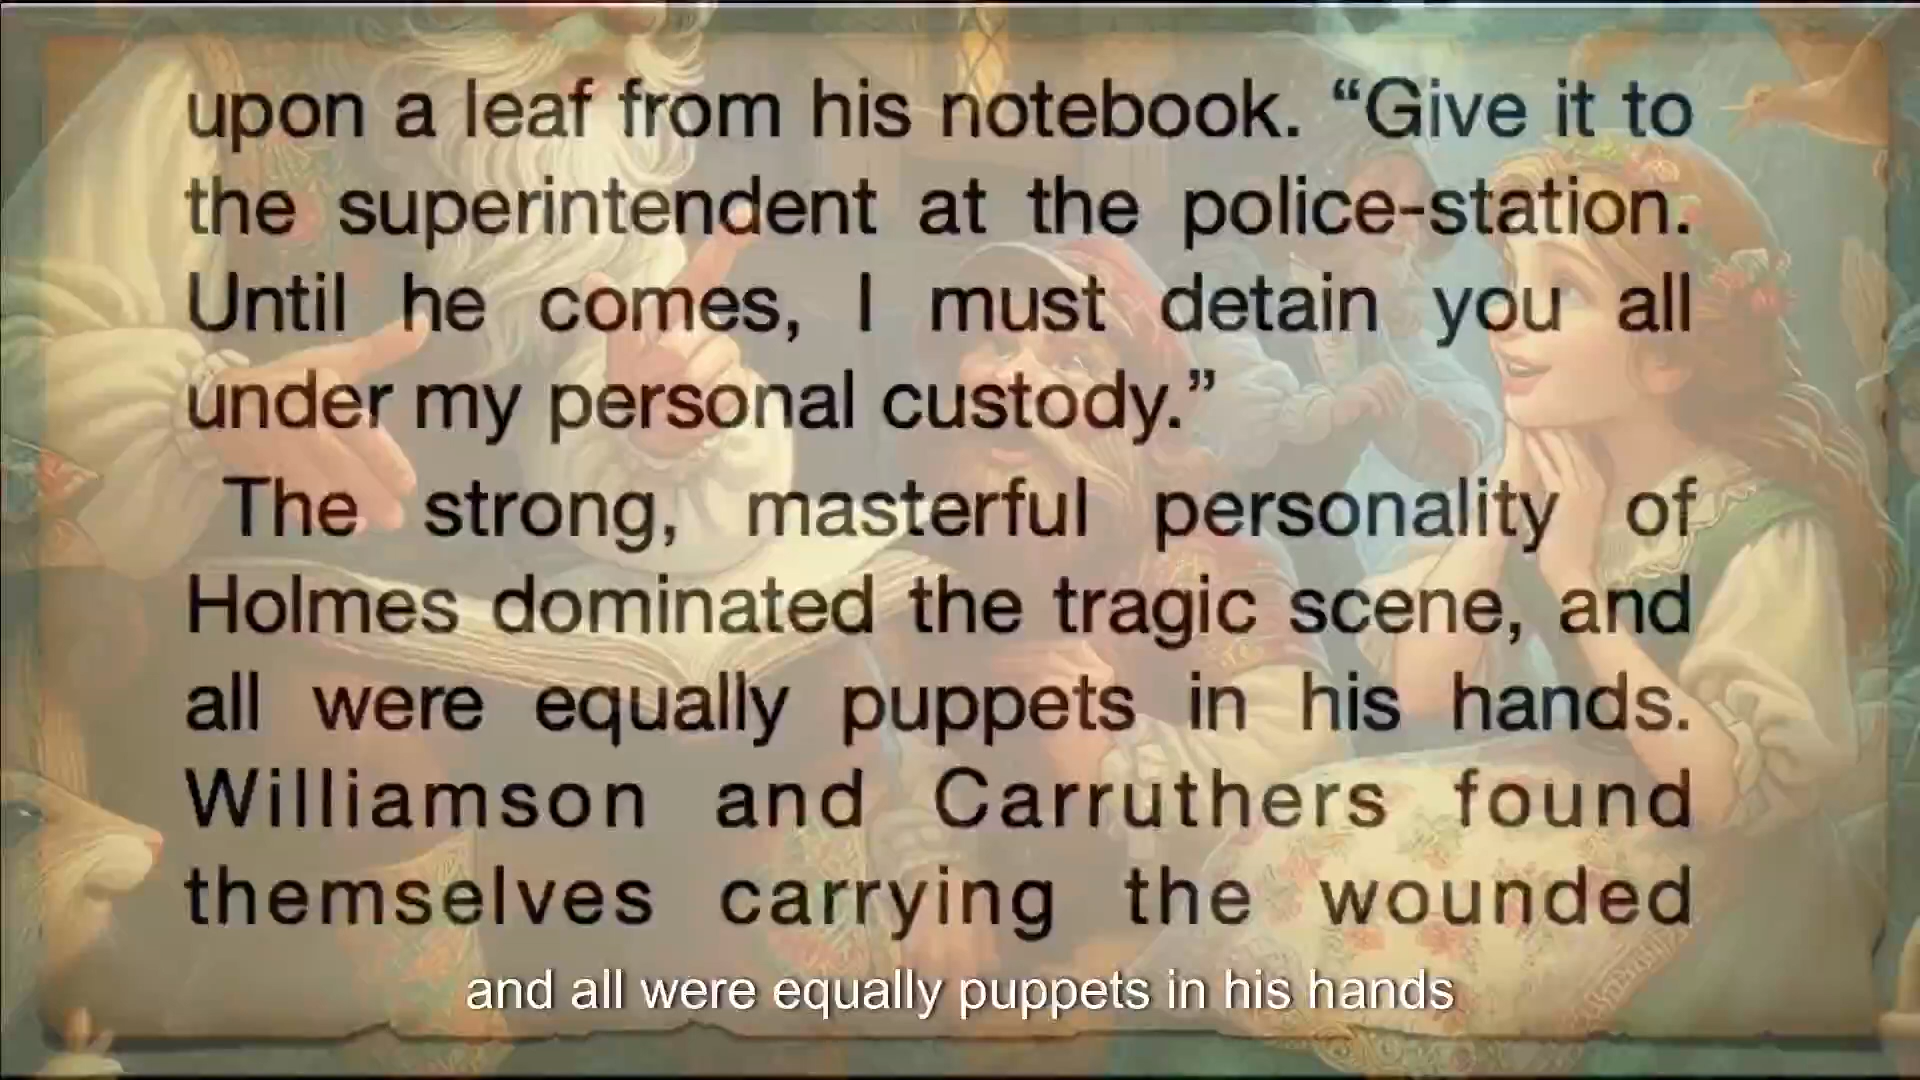 upon a leaf from his notebook. “Give it to
the superintendent at the police-station.
Until he comes, I must detain you all
under my personal custody.”
The strong, masterful personality of
Holmes dominated the tragic scene, and
all were equally puppets in his hands.
Williamson and Carruthers found
themselves carrying the wounded
and all were equally puppets in his hands